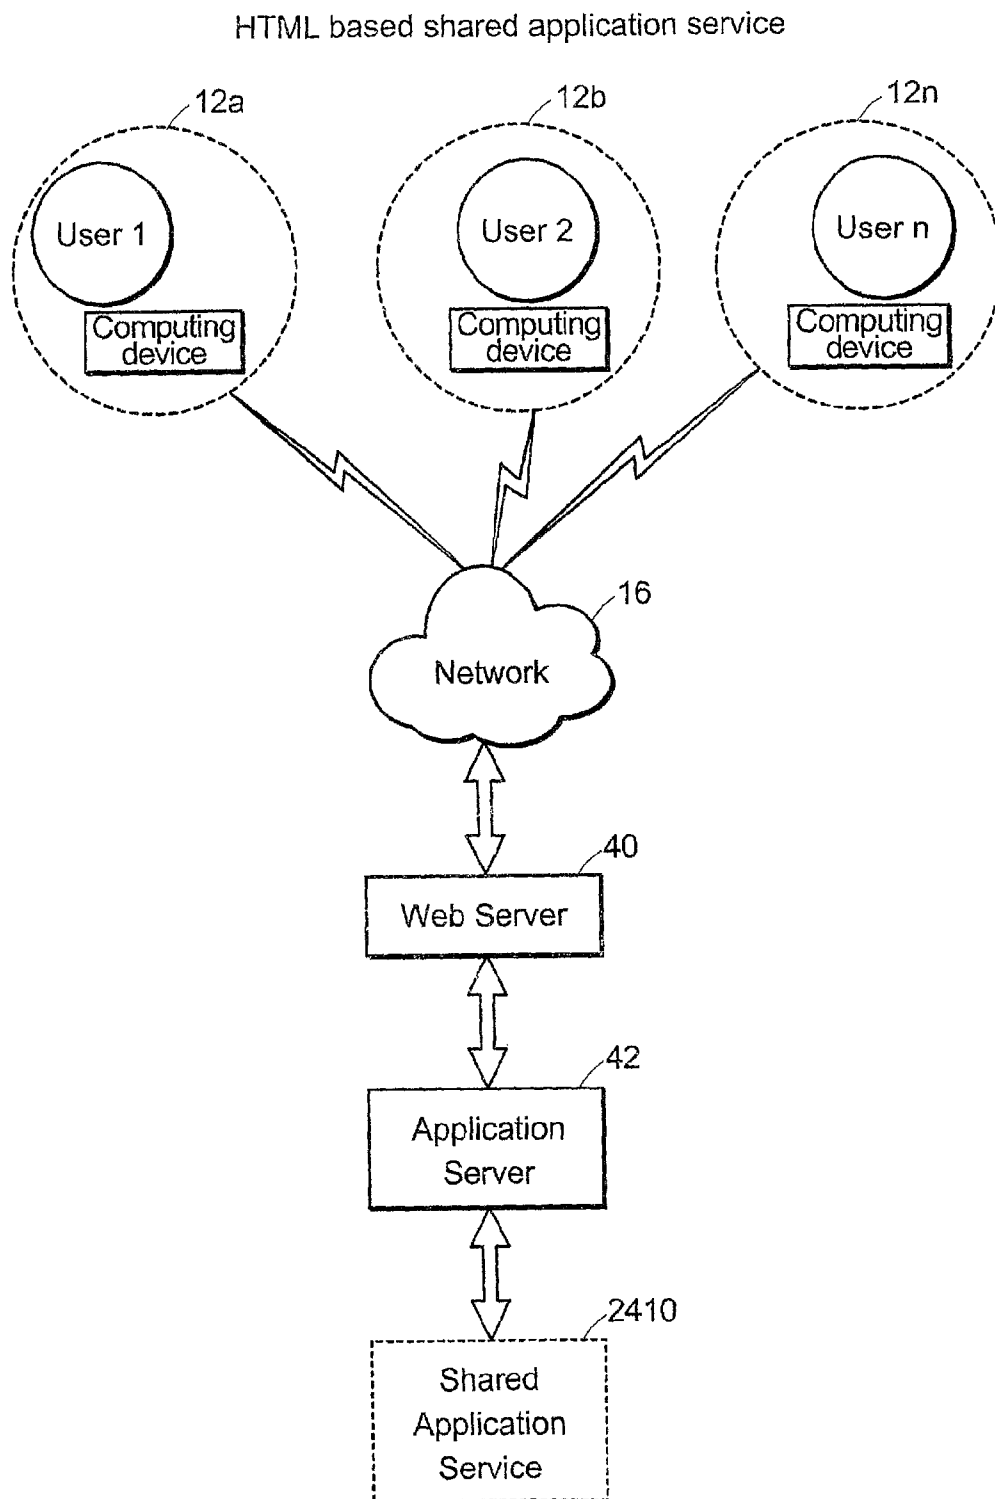 HTML based shared application service
12a
12b
12n
User 1
User 2
User n
Computing
device
Computing
device
Computing
device
16
Network
40
Web Server
42
Application
Server
2410
Shared
Application
Service